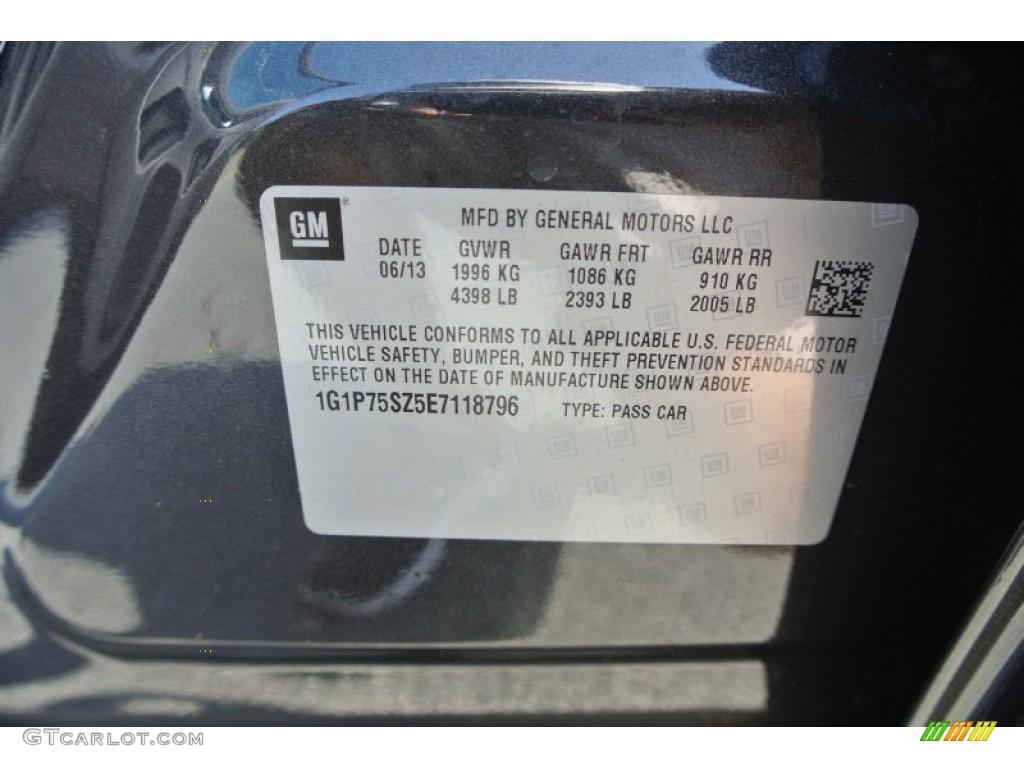 GM
MFD BY GENERAL MOTORS LLC
DATE GVWR GAWR FRT GAWR RR
06/13 1996 KG 1086 KG 910 KG
4398 LB 2393 LB 2005 LB
THIS VEHICLE CONFORMS TO ALL APPLICABLE U.S. FEDERAL MOTOR
VEHICLE SAFETY, BUMPER, AND THEFT PREVENTION STANDARDS IN
EFFECT ON THE DATE OF MANUFACTURE SHOWN ABOVE.
1G1P75SZ5E7118796 TYPE: PASS CAR
GTCarlot.com